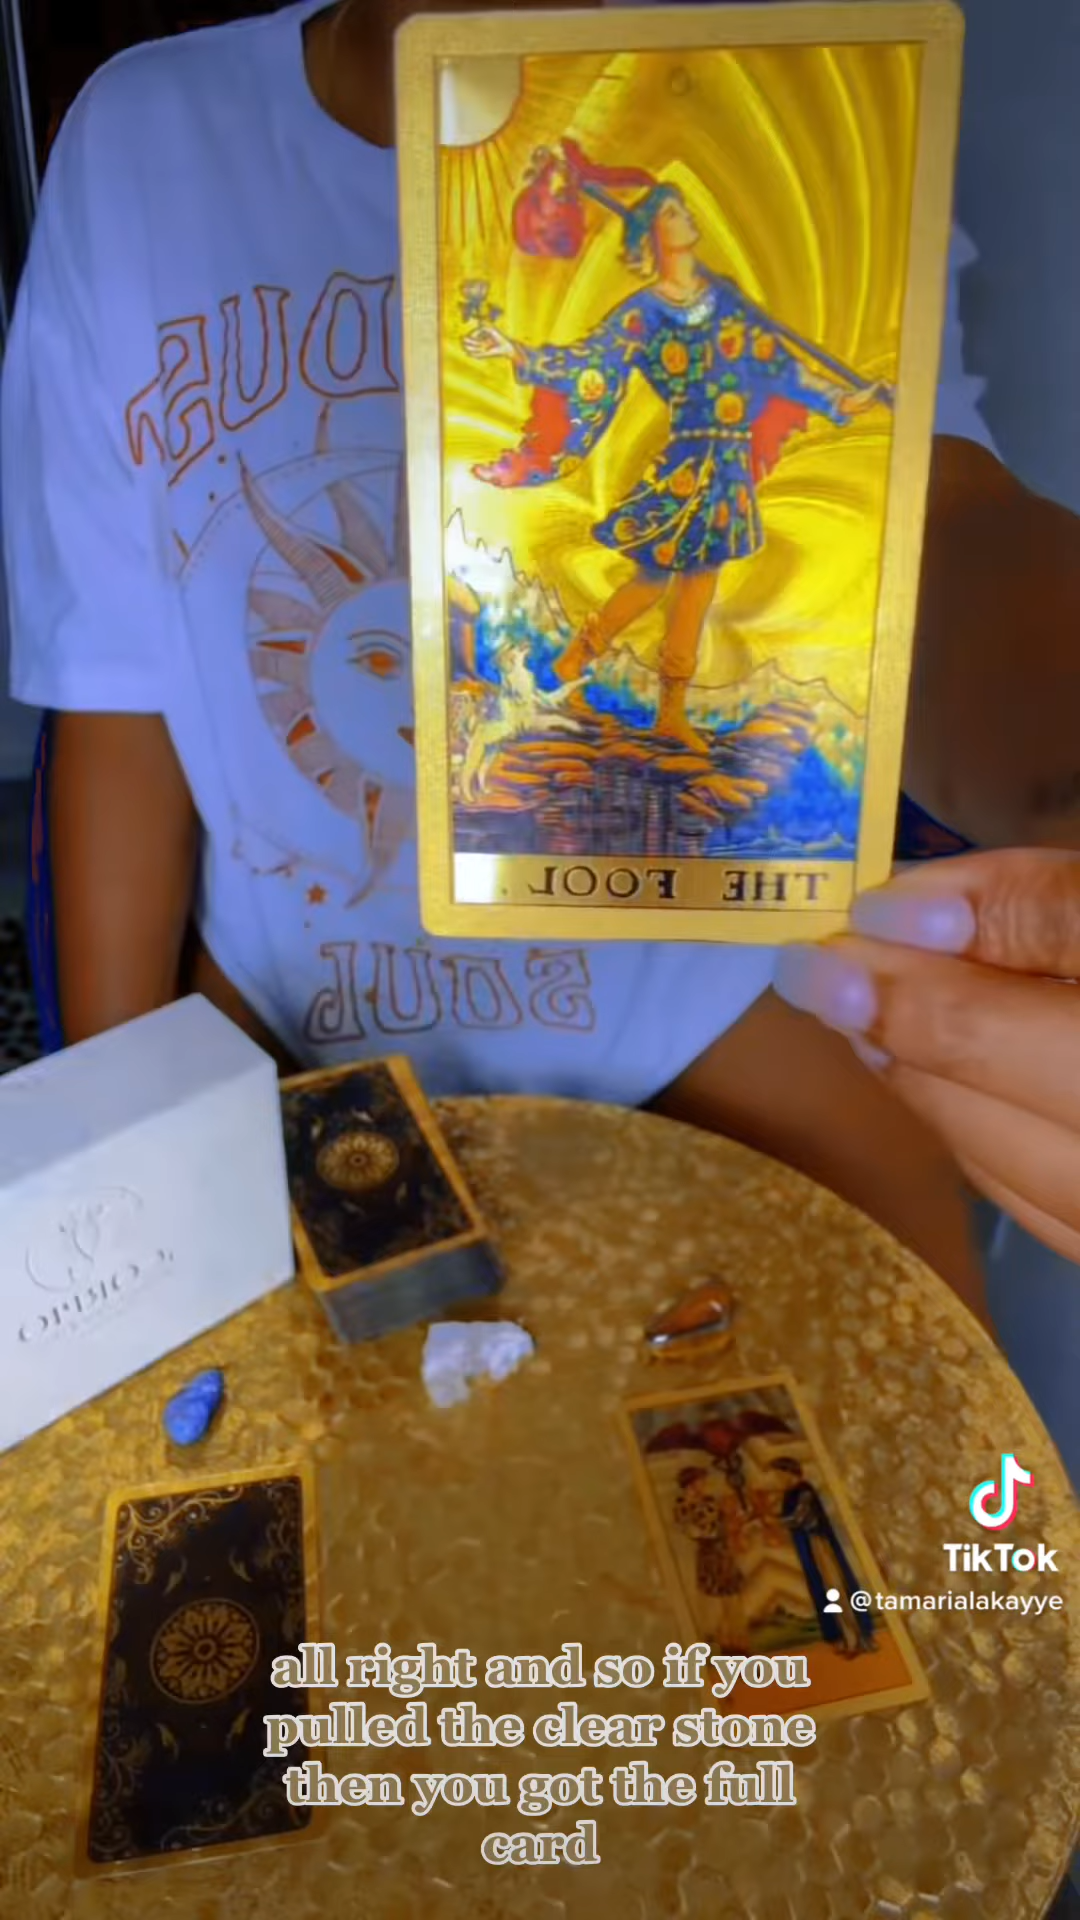 THE FOOL.
SOUL
TikTok
@tamarialakayye
all right and so if you
pulled the clear stone
then you got the full
card